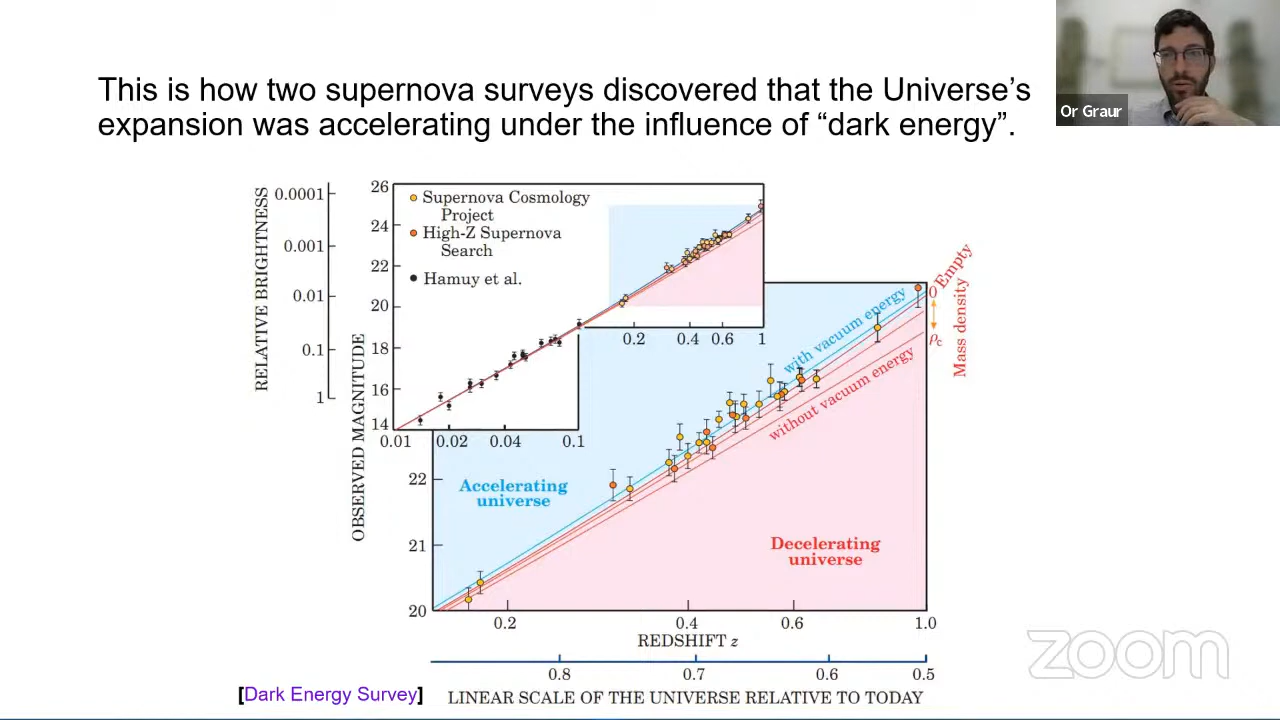 This is how two supernova surveys discovered that the Universe's
expansion was accelerating under the influence of “dark energy”.
Or Graur
RELATIVE BRIGHTNESS
0.0001
0.001
0.01
0.1
1
OBSERVED MAGNITUDE
26
24
22
20
18
16
14
Supernova Cosmology
Project
High-Z Supernova
Search
Hamuy et al.
0.01
0.02
0.04
0.1
0.2
0.4
0.6
1
22
21
20
Accelerating
universe
with vacuum energy
without vacuum energy
Decelerating
universe
Empty
0
ρc
Mass density
0.2
0.4
0.6
1.0
REDSHIFT z
0.8
0.7
0.6
0.5
LINEAR SCALE OF THE UNIVERSE RELATIVE TO TODAY
[Dark Energy Survey]
zoom